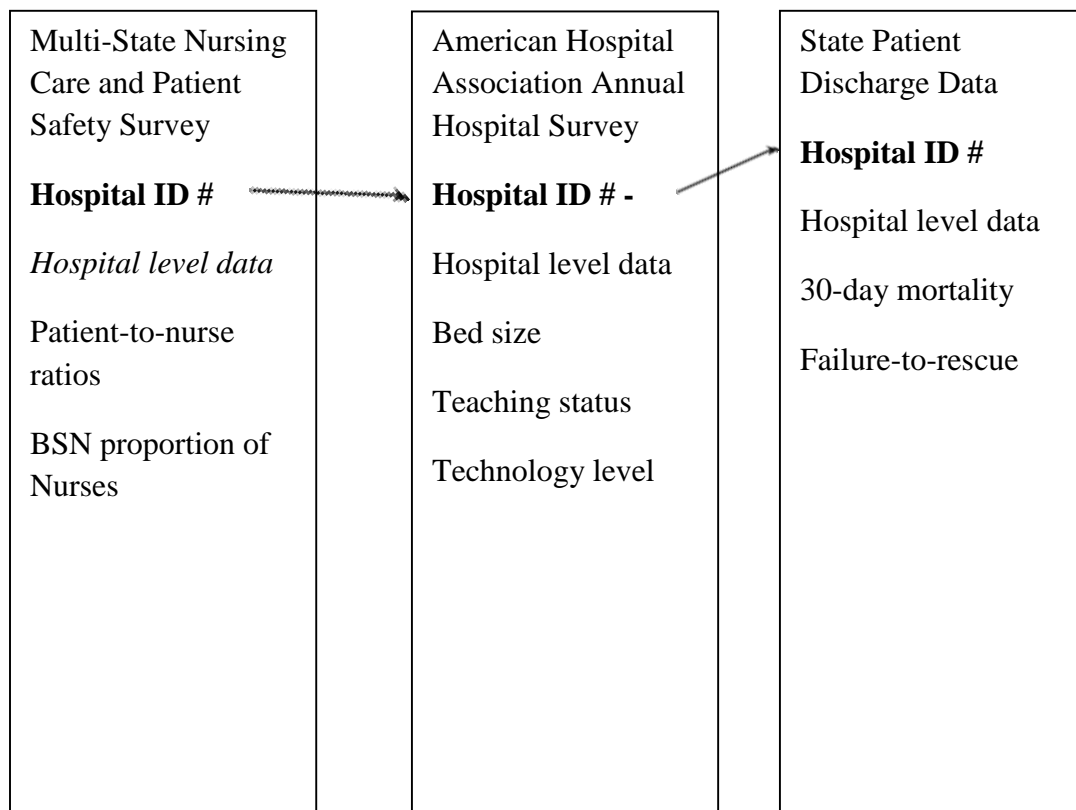 Multi-State Nursing
Care and Patient
Safety Survey
Hospital ID #
Hospital level data
Patient-to-nurse
ratios
BSN proportion of
Nurses
American Hospital
Association Annual
Hospital Survey
Hospital ID # -
Hospital level data
Bed size
Teaching status
Technology level
State Patient
Discharge Data
Hospital ID #
Hospital level data
30-day mortality
Failure-to-rescue